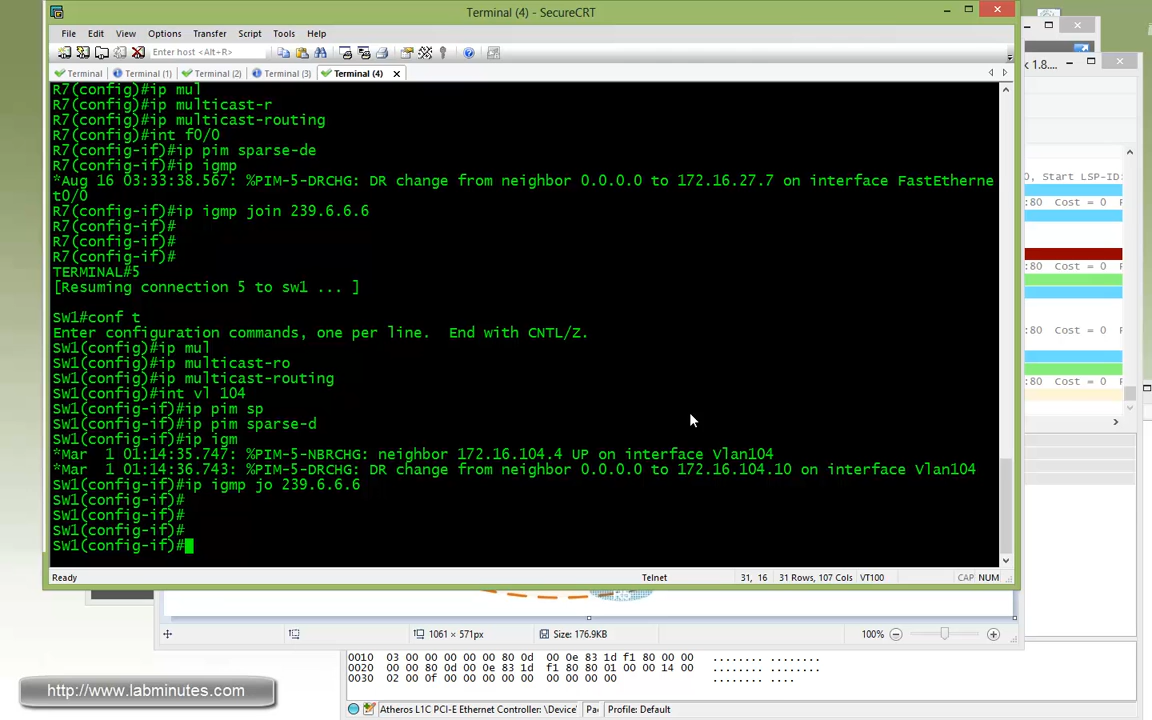 Terminal (4) - SecureCRT
File Edit View Options Transfer Script Tools Help
Enter host <Alt+R>
Terminal Terminal (1) Terminal (2) Terminal (3) Terminal (4)
k 1.8....
R7(config)#ip mul
R7(config)#ip multicast-r
R7(config)#ip multicast-routing
R7(config)#int f0/0
R7(config-if)#ip pim sparse-de
R7(config-if)#ip igmp
*Aug 16 03:33:38.567: %PIM-5-DRCHG: DR change from neighbor 0.0.0.0 to 172.16.27.7 on interface FastEtherne
t0/0
R7(config-if)#ip igmp join 239.6.6.6
R7(config-if)#
R7(config-if)#
R7(config-if)#
TERMINAL#5
[Resuming connection 5 to sw1 ... ]
SW1#conf t
Enter configuration commands, one per line.  End with CNTL/Z.
SW1(config)#ip mul
SW1(config)#ip multicast-ro
SW1(config)#ip multicast-routing
SW1(config)#int vl 104
SW1(config-if)#ip pim sp
SW1(config-if)#ip pim sparse-d
SW1(config-if)#ip igm
*Mar  1 01:14:35.747: %PIM-5-NBRCHG: neighbor 172.16.104.4 UP on interface Vlan104
*Mar  1 01:14:36.743: %PIM-5-DRCHG: DR change from neighbor 0.0.0.0 to 172.16.104.10 on interface Vlan104
SW1(config-if)#ip igmp jo 239.6.6.6
SW1(config-if)#
SW1(config-if)#
SW1(config-if)#
SW1(config-if)#
0, Start LSP-ID:
:80 Cost = 0
:80 Cost = 0
:80 Cost = 0
:80 Cost = 0
:80 Cost = 0
Ready Telnet 31, 16 31 Rows, 107 Cols VT100 CAP NUM
1061 × 571px Size: 176.9KB 100%
0010 03 00 00 00 00 00 80 0d 00 0e 83 1d f1 80 00 00 ........ ........
0020 00 00 80 0d 00 0e 83 1d f1 80 80 01 00 00 14 00 ........ ........
0030 02 00 0f 00 00 00 00 00 00 00 00 00 ........ ....
Atheros L1C PCI-E Ethernet Controller: \Device Pa Profile: Default
http://www.labminutes.com